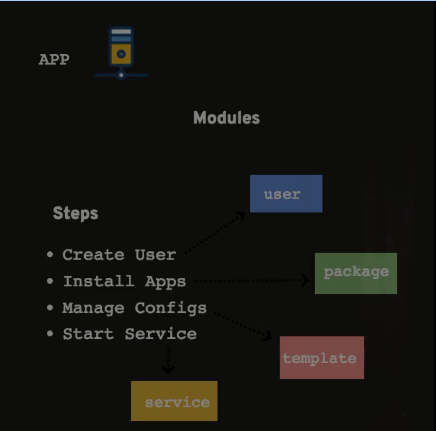 APP
Modules
user
Steps
• Create User
• Install Apps
package
• Manage Configs
• Start Service
template
service